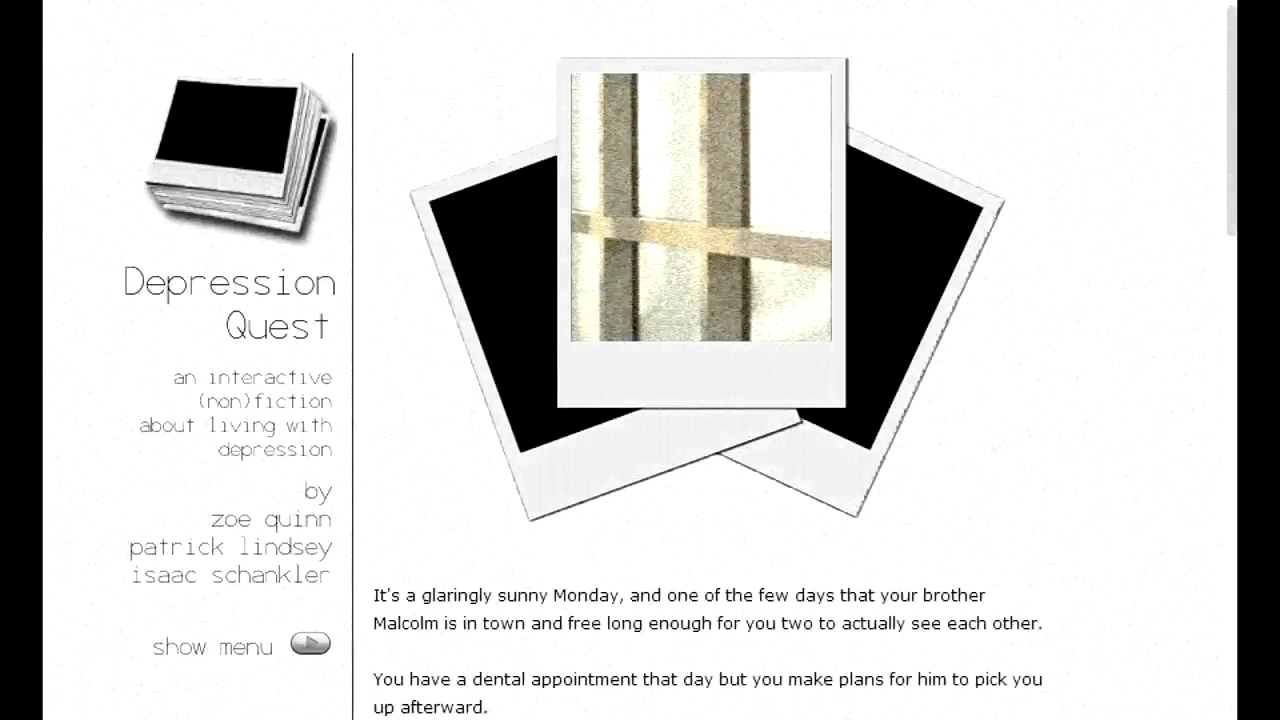 Depression
Quest
an interactive
(non)fiction
about living with
depression
by
zoe quinn
patrick lindsey
isaac schankler
show menu
It's a glaringly sunny Monday, and one of the few days that your brother
Malcolm is in town and free long enough for you two to actually see each other.
You have a dental appointment that day but you make plans for him to pick you
up afterward.